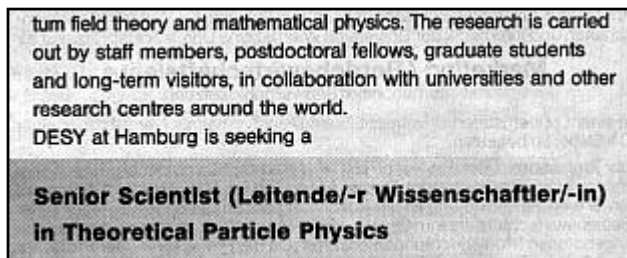 tum field theory and mathematical physics. The research is carried
out by staff members, postdoctoral fellows, graduate students
and long-term visitors, in collaboration with universities and other
research centres around the world.
DESY at Hamburg is seeking a
Senior Scientist (Leitende/-r Wissenschaftler/-in)
in Theoretical Particle Physics